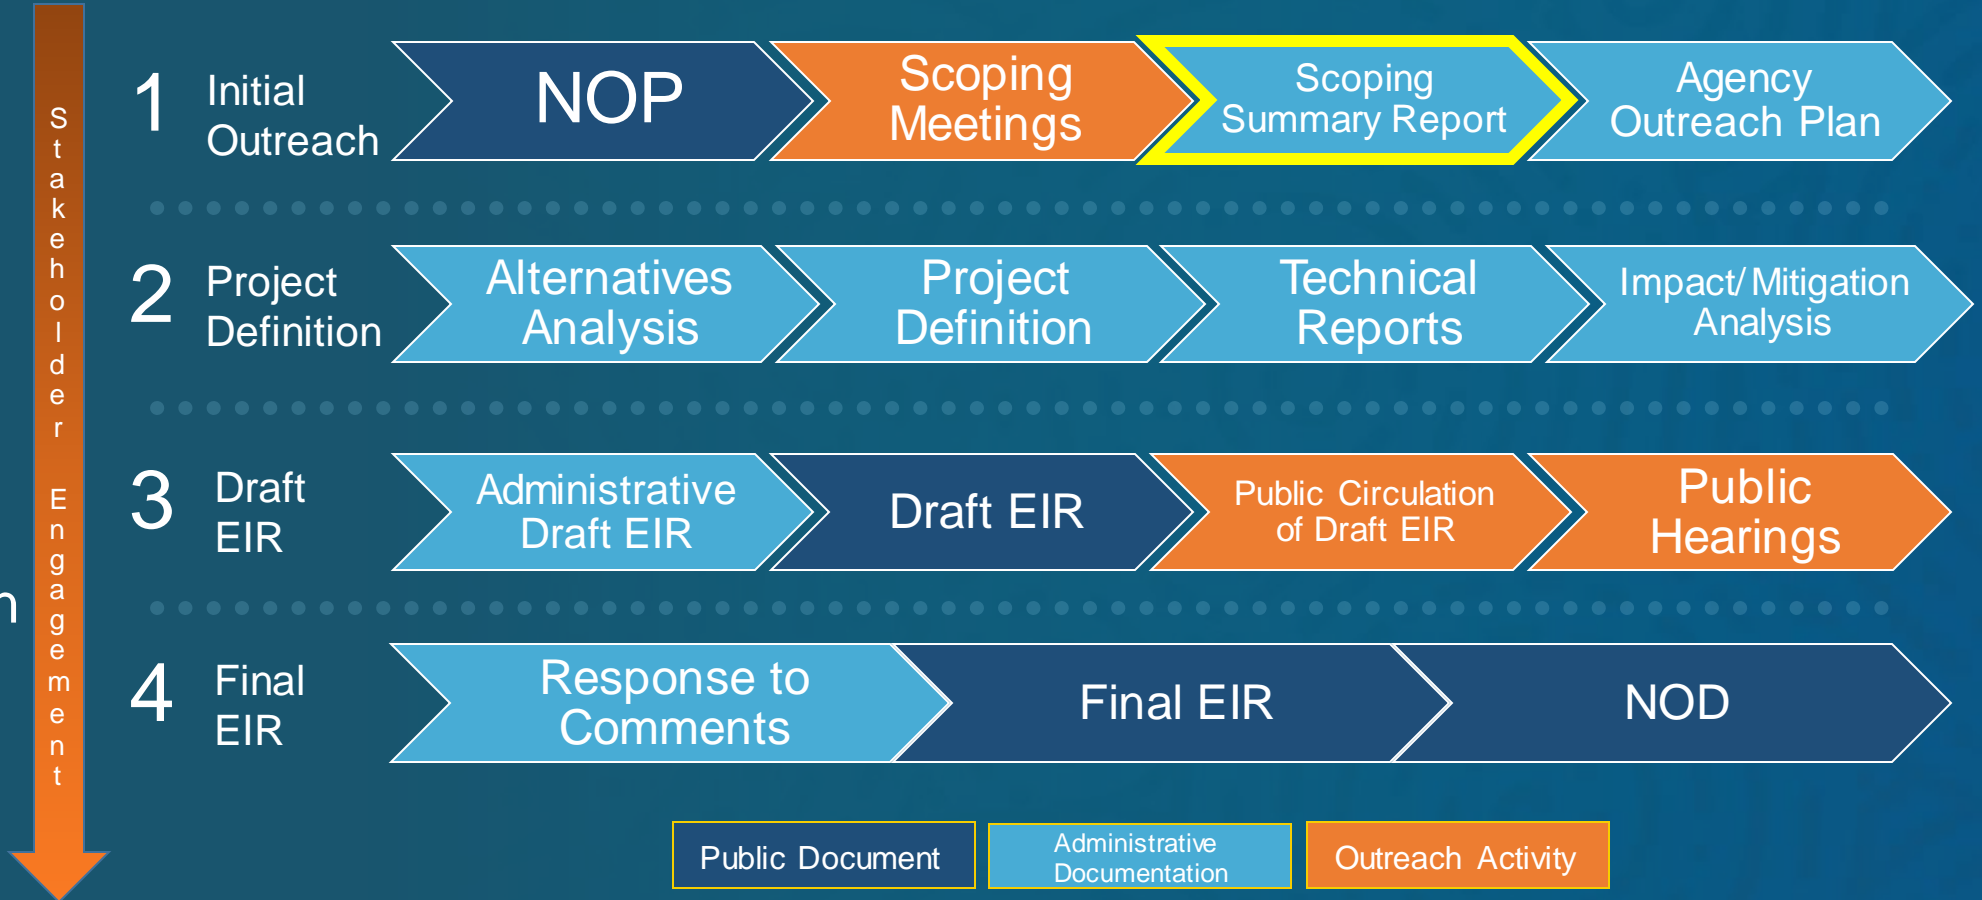 Stakeholder Engagement
1
Initial
Outreach
NOP
Scoping
Meetings
Scoping
Summary Report
Agency
Outreach Plan
2
Project
Definition
Alternatives
Analysis
Project
Definition
Technical
Reports
Impact/Mitigation
Analysis
3
Draft
EIR
Administrative
Draft EIR
Draft EIR
Public Circulation
of Draft EIR
Public
Hearings
n
4
Final
EIR
Response to
Comments
Final EIR
NOD
Public Document
Administrative
Documentation
Outreach Activity